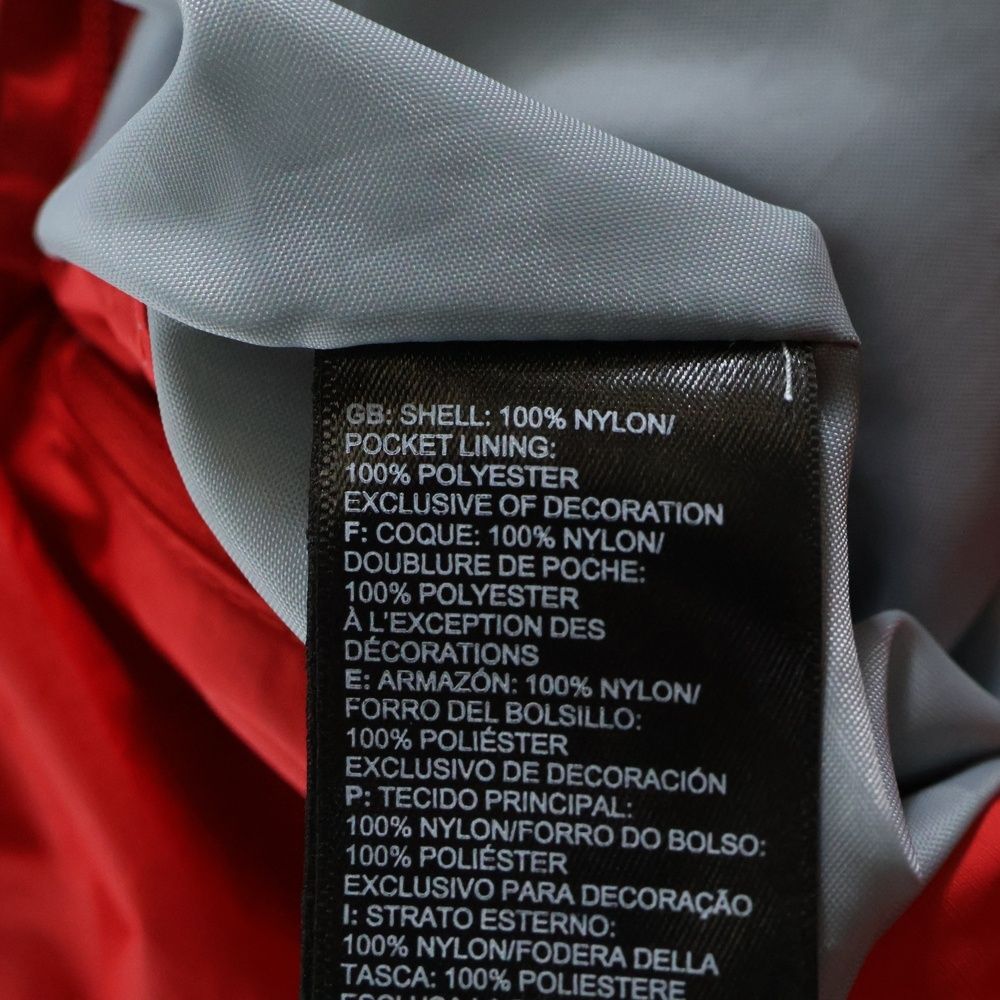 GB: SHELL: 100% NYLON/
POCKET LINING:
100% POLYESTER
EXCLUSIVE OF DECORATION
F: COQUE: 100% NYLON/
DOUBLURE DE POCHE:
100% POLYESTER
À L'EXCEPTION DES
DÉCORATIONS
E: ARMAZÓN: 100% NYLON/
FORRO DEL BOLSILLO:
100% POLIÉSTER
EXCLUSIVO DE DECORACIÓN
P: TECIDO PRINCIPAL:
100% NYLON/FORRO DO BOLSO:
100% POLIÉSTER
EXCLUSIVO PARA DECORAÇÃO
I: STRATO ESTERNO:
100% NYLON/FODERA DELLA
TASCA: 100% POLIESTERE